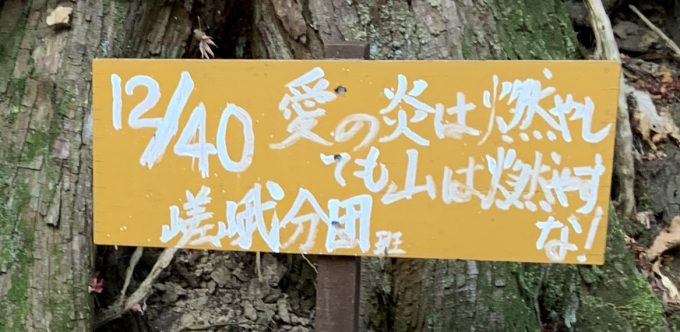 12/40
愛の炎は燃やし
ても山は燃やす
な!
嵯峨分団班